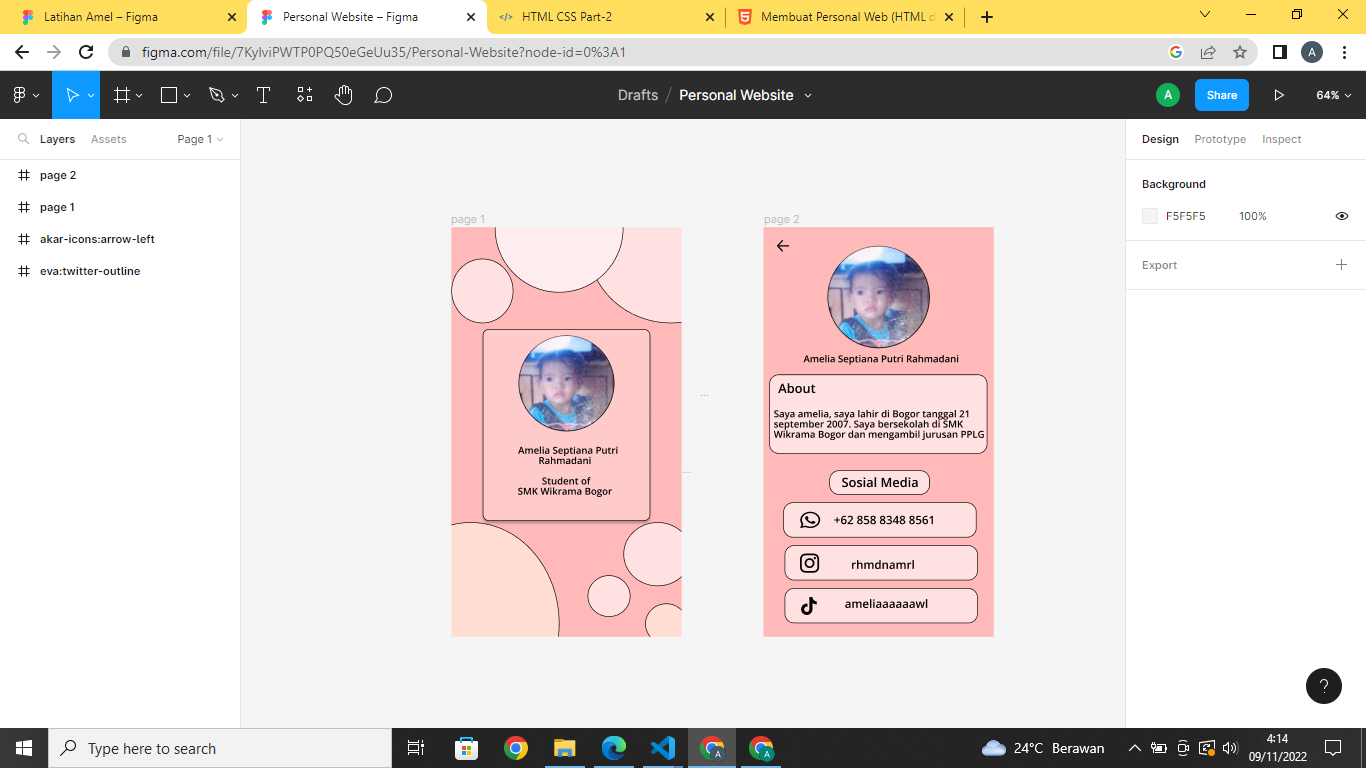 Latihan Amel – Figma
Personal Website – Figma
HTML CSS Part-2
Membuat Personal Web (HTML d
figma.com/file/7KylviPWTP0PQ50eGeUu35/Personal-Website?node-id=0%3A1
A
Drafts / Personal Website
A
Share
64%
Layers
Assets
Page 1
page 2
page 1
akar-icons:arrow-left
eva:twitter-outline
page 1
Amelia Septiana Putri
Rahmadani
Student of
SMK Wikrama Bogor
...
...
page 2
Amelia Septiana Putri Rahmadani
About
Saya amelia, saya lahir di Bogor tanggal 21
september 2007. Saya bersekolah di SMK
Wikrama Bogor dan mengambil jurusan PPLG
Sosial Media
+62 858 8348 8561
rhmdnamrl
ameliaaaaaawl
Design
Prototype
Inspect
Background
F5F5F5
100%
Export
?
Type here to search
A
A
24°C Berawan
4:14
09/11/2022